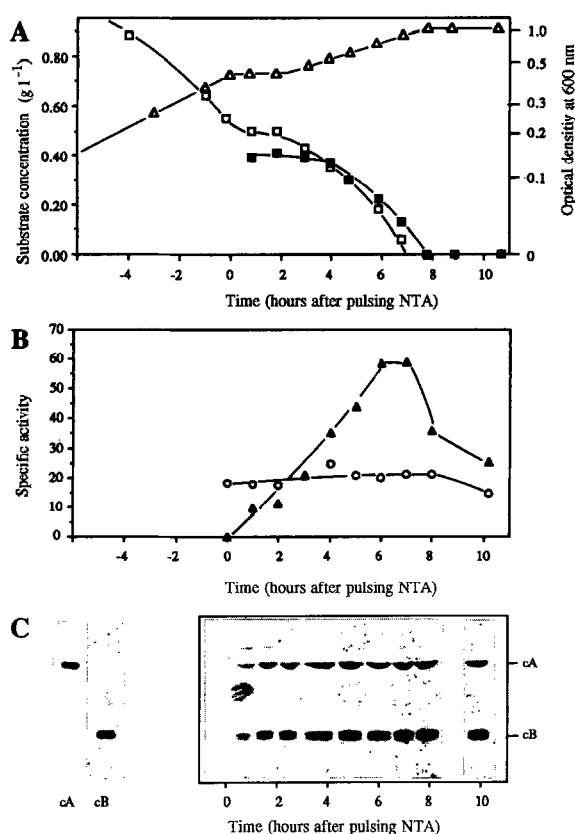 A
Substrate concentration (g l⁻¹)
0.80
0.60
0.40
0.20
0.00
1.0
0.5
0.3
0.2
0.1
0
Optical densitiy at 600 nm
-4 -2 0 2 4 6 8 10
Time (hours after pulsing NTA)
B
Specific activity
70
60
50
40
30
20
10
0
-4 -2 0 2 4 6 8 10
Time (hours after pulsing NTA)
C
cA
cB
cA cB
0 2 4 6 8 10
Time (hours after pulsing NTA)